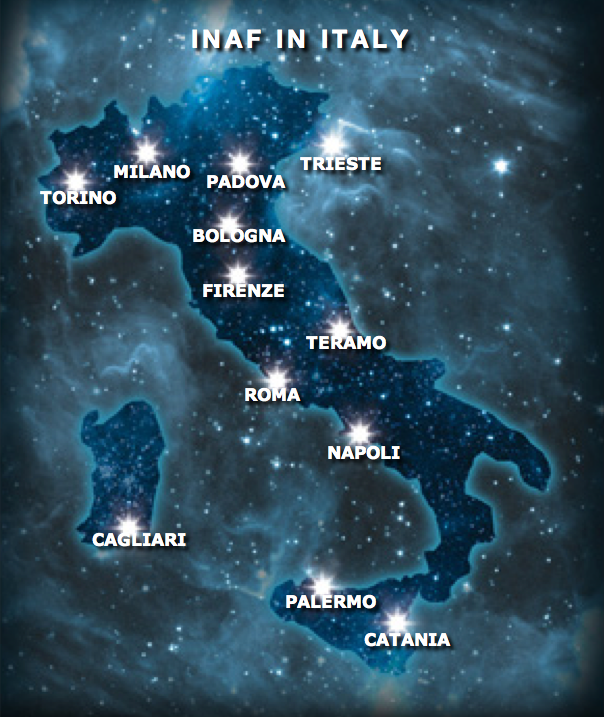 INAF IN ITALY
TRIESTE
MILANO
PADOVA
TORINO
BOLOGNA
FIRENZE
TERAMO
ROMA
NAPOLI
CAGLIARI
PALERMO
CATANIA